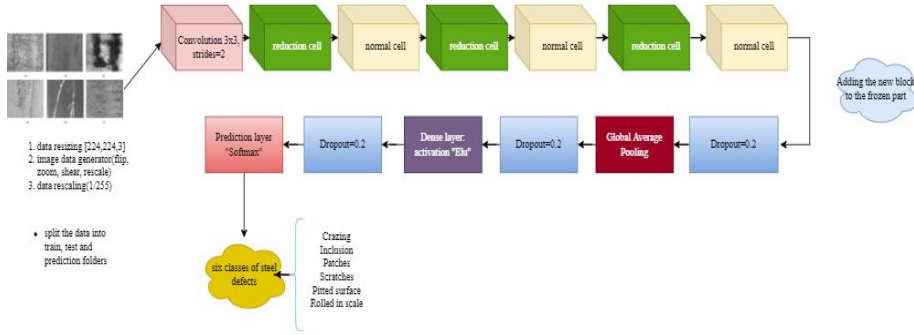 Convolution 3x3,
strides=2
reduction cell
normal cell
reduction cell
normal cell
reduction cell
normal cell
Adding the new block
to the frozen part
Prediction layer
"Softmax"
Dropout=0.2
Dense layer:
activation "Elu"
Dropout=0.2
Global Average
Pooling
Dropout=0.2
1. data resizing [224,224,3]
2. image data generator(flip,
zoom, shear, rescale)
3. data rescaling(1/255)
• split the data into
train, test and
prediction folders
six classes of steel
defects
Crazing
Inclusion
Patches
Scratches
Pitted surface
Rolled in scale